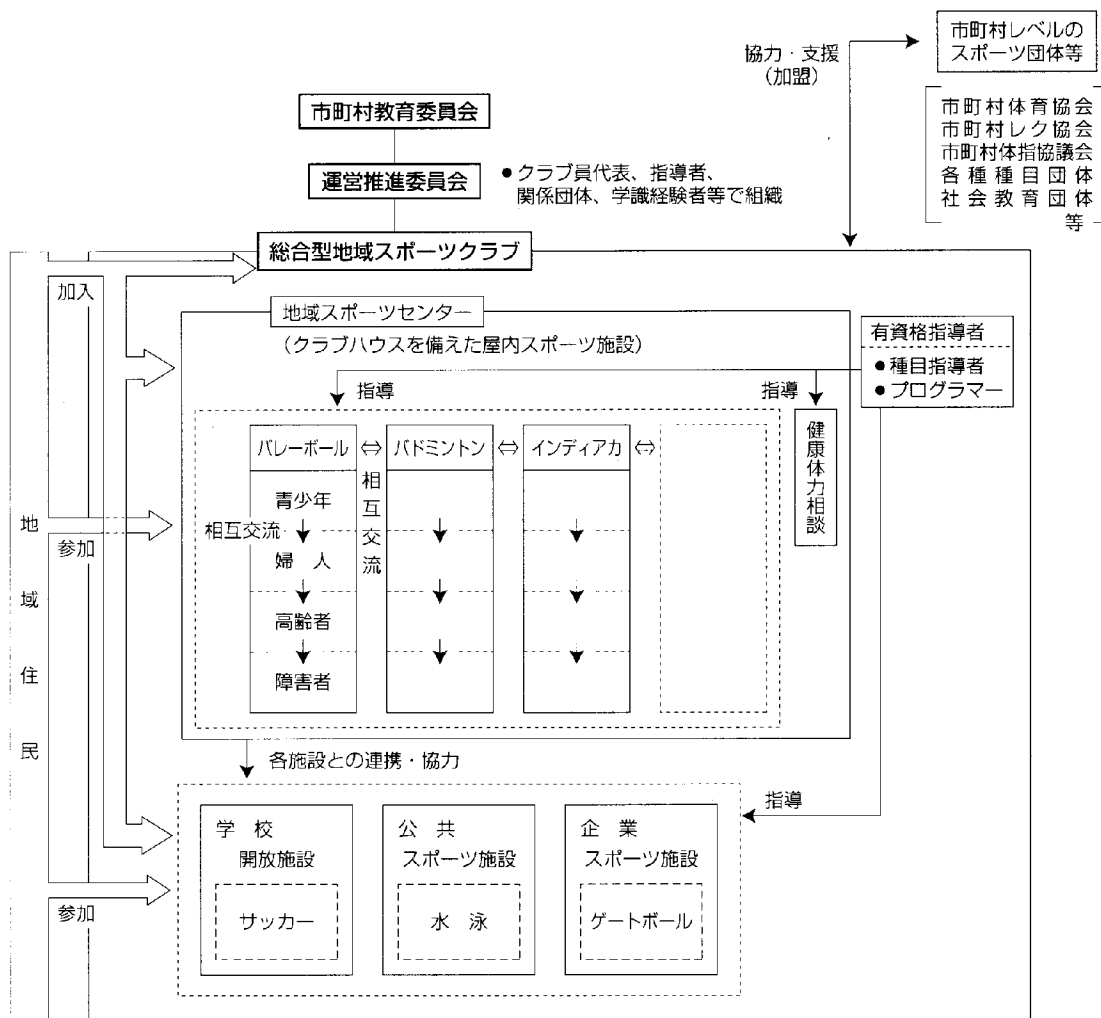 市町村レベルの
スポーツ団体等
協力・支援
(加盟)
市町村体育協会
市町村レク協会
市町村体指協議会
各種種目団体
社会教育団体
等
市町村教育委員会
運営推進委員会
●クラブ員代表、指導者、
関係団体、学識経験者等で組織
総合型地域スポーツクラブ
加入
地域スポーツセンター
(クラブハウスを備えた屋内スポーツ施設)
有資格指導者
●種目指導者
●プログラマー
指導
指導
バレーボール
バドミントン
インディアカ
健康体力相談
相互交流
青少年
相互交流
婦人
高齢者
障害者
地域住民
参加
各施設との連携・協力
指導
学校
開放施設
サッカー
公共
スポーツ施設
水泳
企業
スポーツ施設
ゲートボール
参加